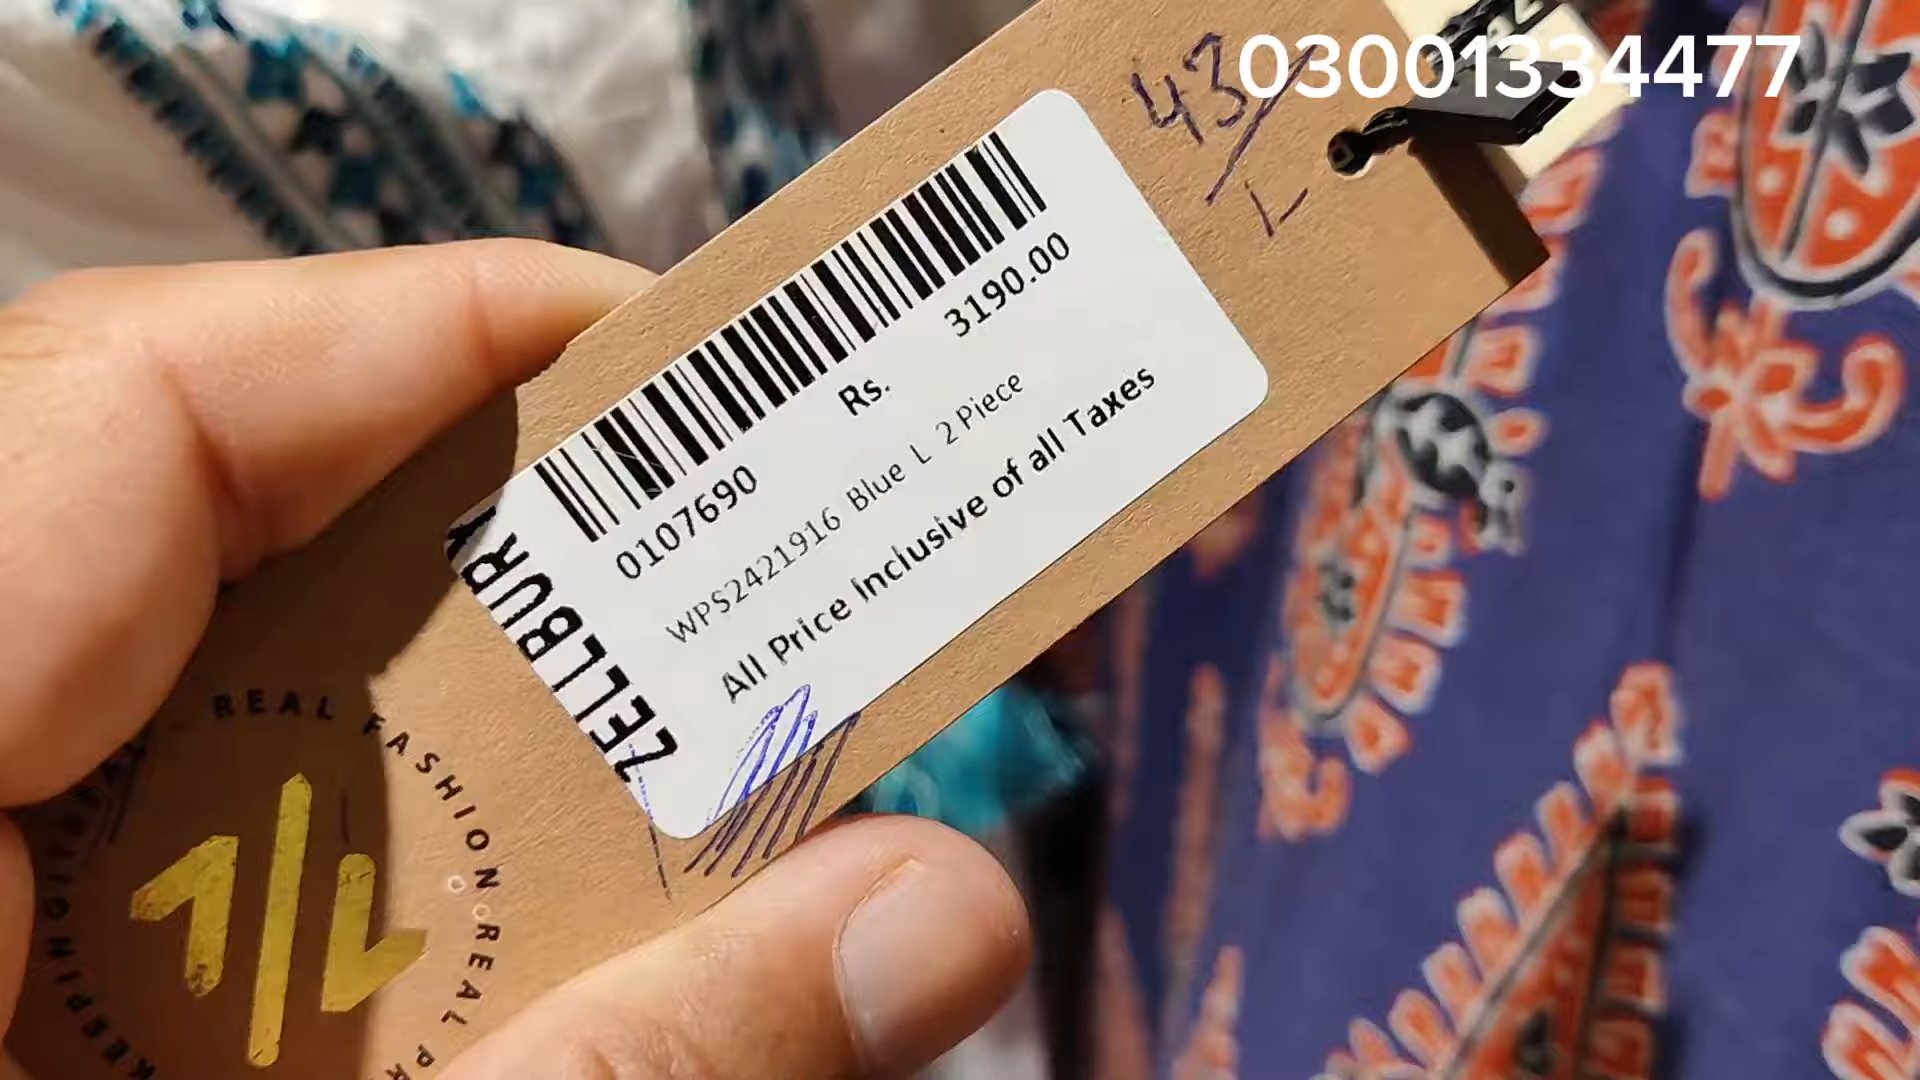 03001334477
43/
L
Rs. 3190.00
0107690
WPS2421916 Blue L 2 Piece
All Price Inclusive of all Taxes
ZELLBURY
REAL FASHION REAL